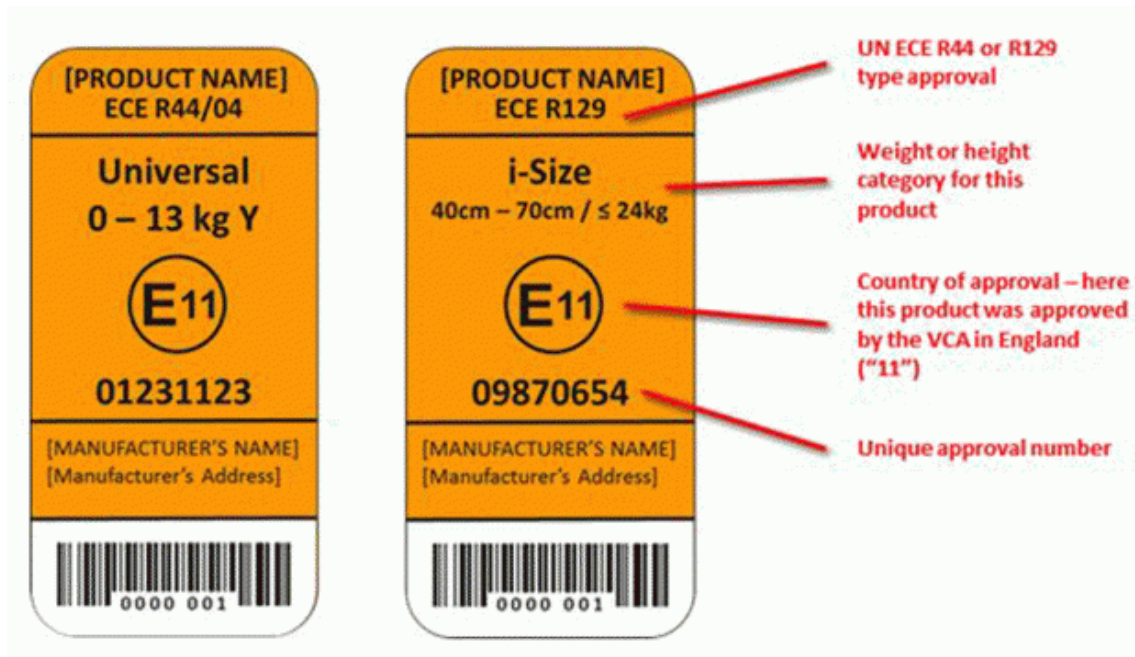 [PRODUCT NAME]
ECE R44/04
Universal
0 – 13 kg Y
E11
01231123
[MANUFACTURER'S NAME]
[Manufacturer's Address]
0000 001
[PRODUCT NAME]
ECE R129
i-Size
40cm – 70cm / ≤ 24kg
E11
09870654
[MANUFACTURER'S NAME]
[Manufacturer's Address]
0000 001
UN ECE R44 or R129
type approval
Weight or height
category for this
product
Country of approval – here
this product was approved
by the VCA in England
("11")
Unique approval number